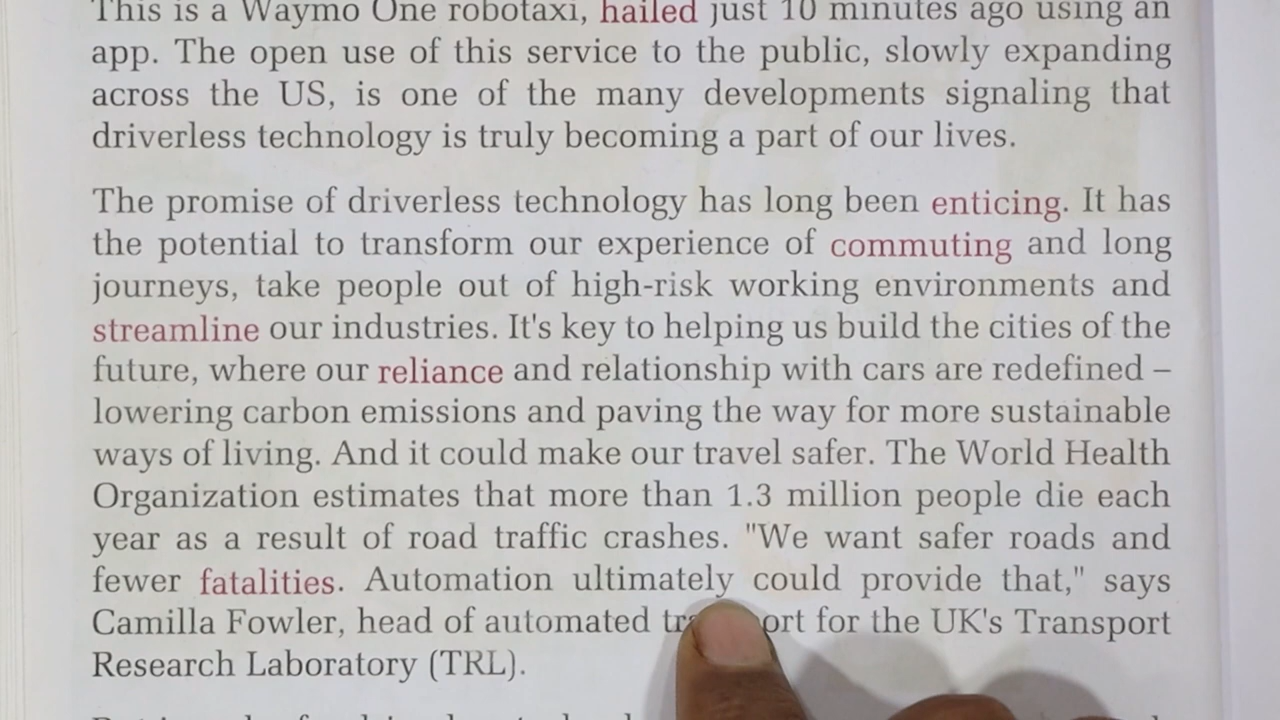 This is a Waymo One robotaxi, hailed just 10 minutes ago using an
app. The open use of this service to the public, slowly expanding
across the US, is one of the many developments signaling that
driverless technology is truly becoming a part of our lives.
The promise of driverless technology has long been enticing. It has
the potential to transform our experience of commuting and long
journeys, take people out of high-risk working environments and
streamline our industries. It's key to helping us build the cities of the
future, where our reliance and relationship with cars are redefined –
lowering carbon emissions and paving the way for more sustainable
ways of living. And it could make our travel safer. The World Health
Organization estimates that more than 1.3 million people die each
year as a result of road traffic crashes. "We want safer roads and
fewer fatalities. Automation ultimately could provide that," says
Camilla Fowler, head of automated for the UK's Transport
Research Laboratory (TRL).